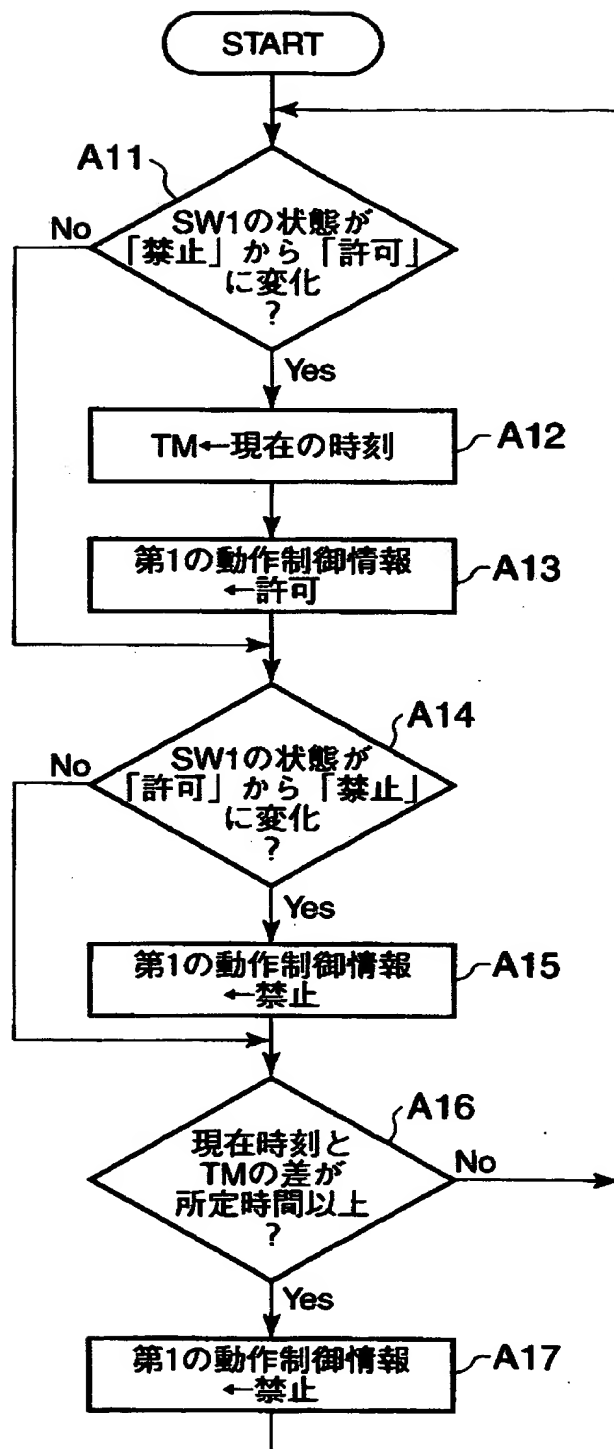 START
A11
No
SW1の状態が
「禁止」から「許可」
に変化
?
Yes
TM←現在の時刻
A12
第1の動作制御情報
←許可
A13
A14
No
SW1の状態が
「許可」から「禁止」
に変化
?
Yes
第1の動作制御情報
←禁止
A15
A16
現在時刻と
TMの差が
所定時間以上
?
No
Yes
第1の動作制御情報
←禁止
A17